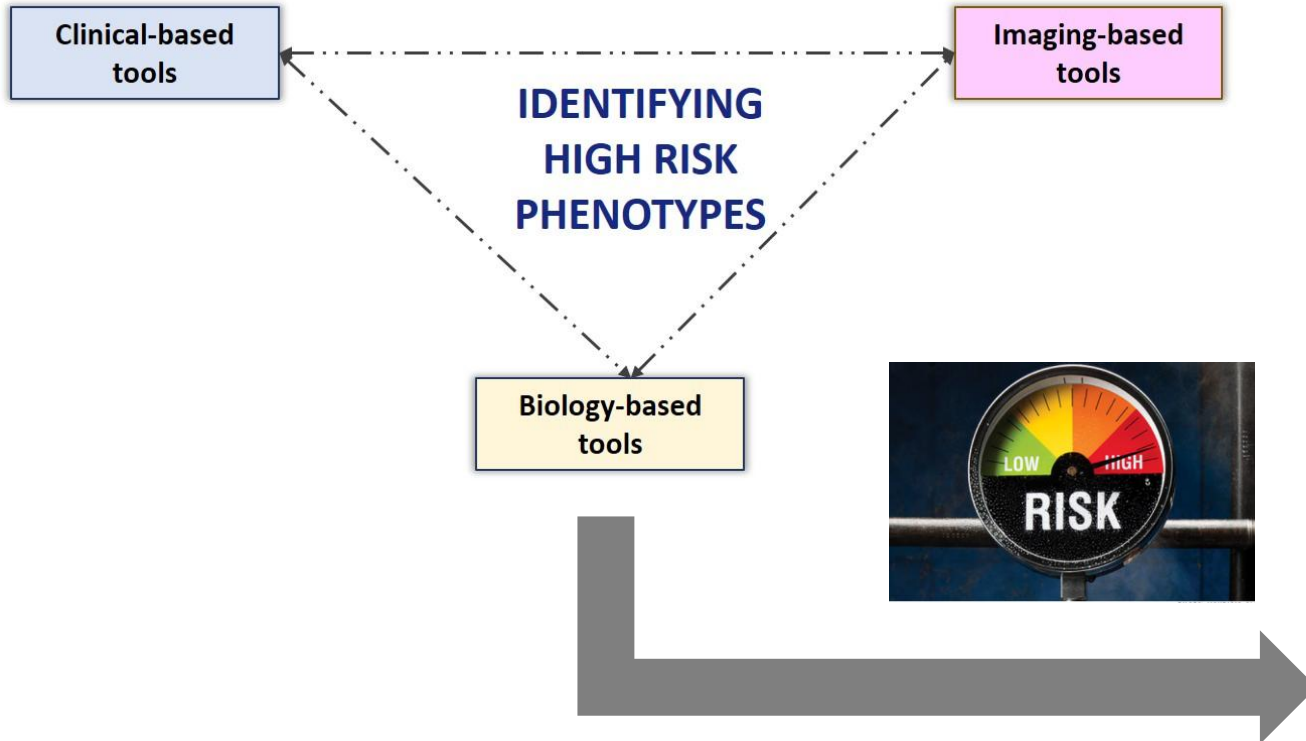 Clinical-based
tools
Imaging-based
tools
IDENTIFYING
HIGH RISK
PHENOTYPES
Biology-based
tools
LOW
HIGH
RISK